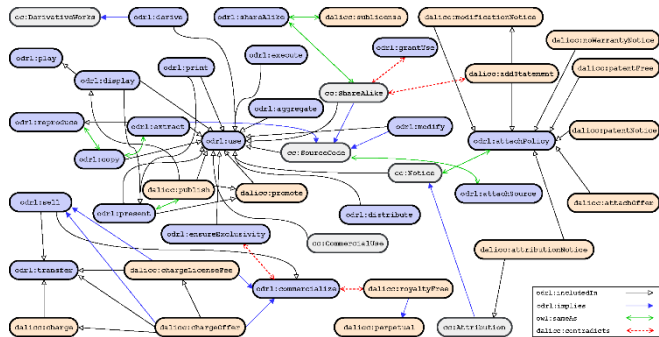 cc:DerivativeWorks
odrl:derive
odrl:shareAlike
dalicc:sublicense
dalicc:modificationNotice
dalicc:noWarrantyNotice
odrl:play
odrl:print
odrl:execute
odrl:grantUse
dalicc:patentFree
odrl:display
cc:ShareAlike
dalicc:addStatement
odrl:aggregate
odrl:reproduce
odrl:extract
odrl:modify
dalicc:patentNotice
odrl:use
cc:SourceCode
odrl:attachPolicy
odrl:copy
cc:Notice
dalicc:publish
dalicc:promote
odrl:attachSource
dalicc:attachOffer
odrl:sell
odrl:present
odrl:distribute
odrl:ensureExclusivity
cc:CommercialUse
dalicc:attributionNotice
odrl:transfer
dalicc:chargeLicenseFee
odrl:commercialize
dalicc:royaltyFree
dalicc:charge
dalicc:chargeOffer
dalicc:perpetual
cc:Attribution
odrl:includedIn
odrl:implies
owl:sameAs
dalicc:contradicts